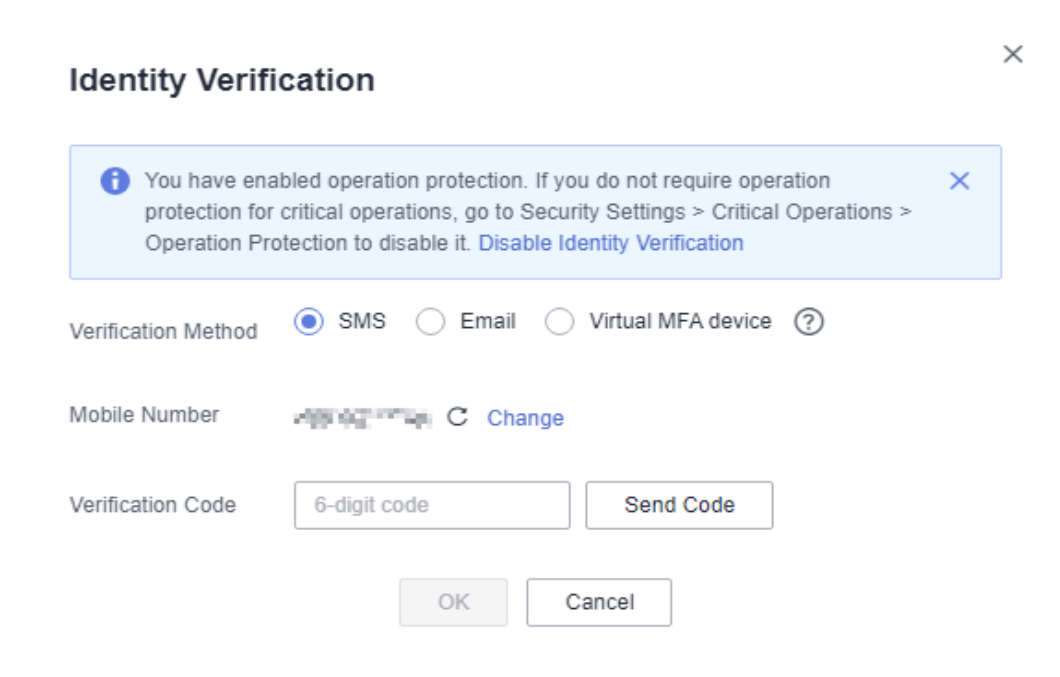 Identity Verification
You have enabled operation protection. If you do not require operation
protection for critical operations, go to Security Settings > Critical Operations >
Operation Protection to disable it. Disable Identity Verification
Verification Method SMS Email Virtual MFA device ?
Mobile Number Change
Verification Code 6-digit code Send Code
OK Cancel